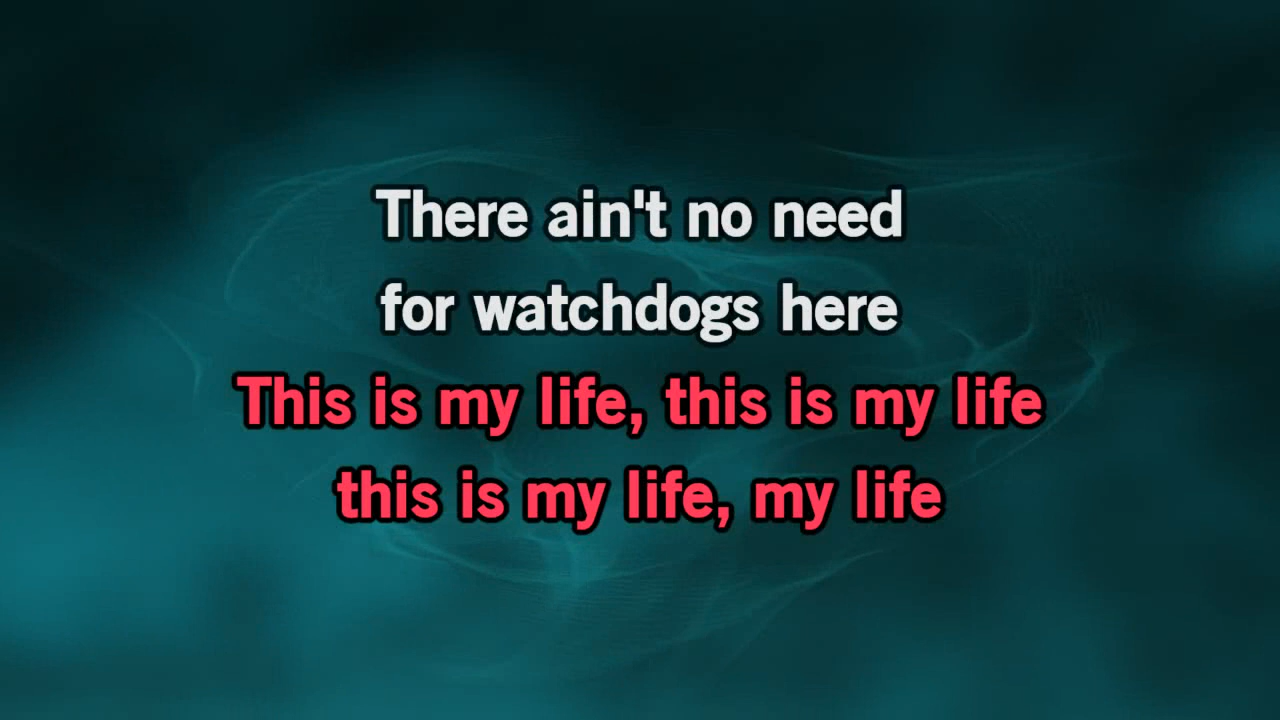 There ain't no need
for watchdogs here
This is my life, this is my life
this is my life, my life